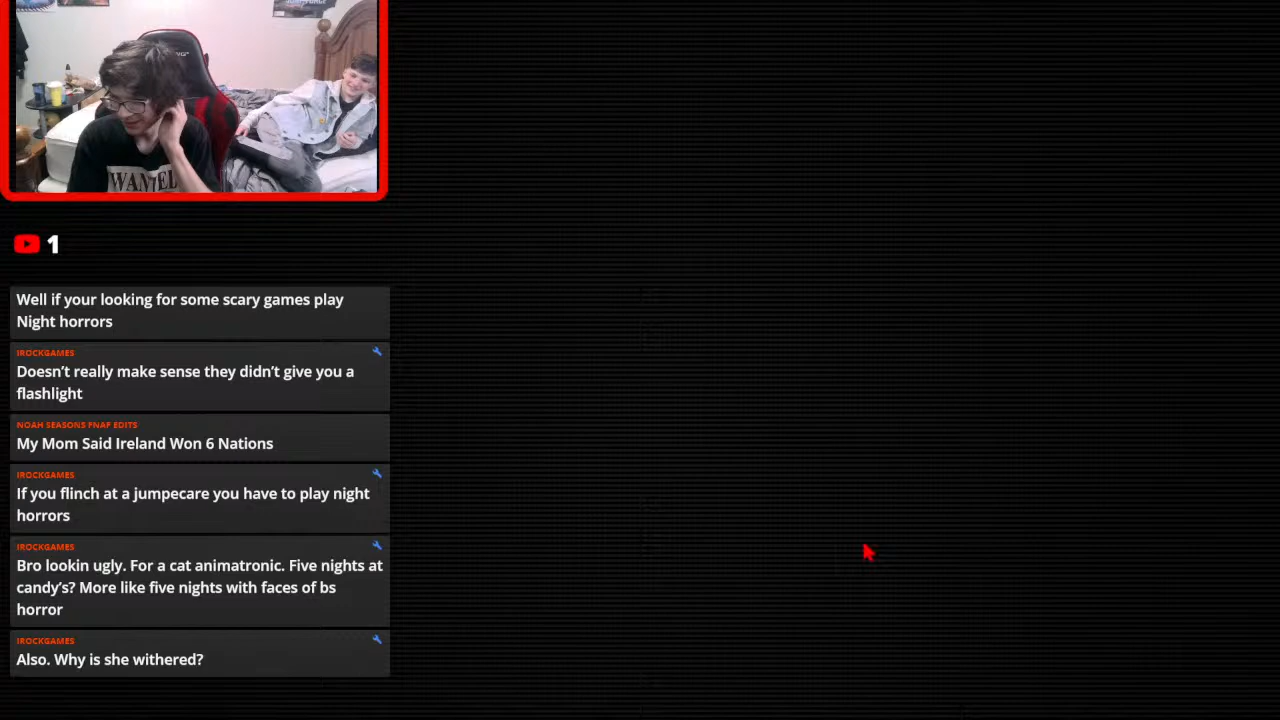 WANTED
1
Well if your looking for some scary games play
Night horrors
IROCKGAMES
Doesn't really make sense they didn't give you a
flashlight
NOAH SEASONS FNAF EDITS
My Mom Said Ireland Won 6 Nations
IROCKGAMES
If you flinch at a jumpecare you have to play night
horrors
IROCKGAMES
Bro lookin ugly. For a cat animatronic. Five nights at
candy's? More like five nights with faces of bs
horror
IROCKGAMES
Also. Why is she withered?